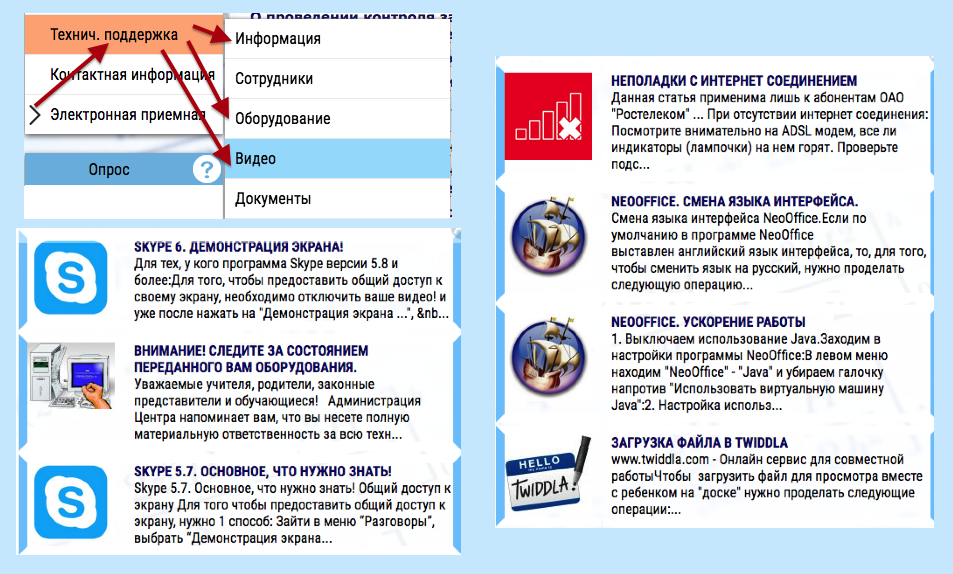 О проведении контроля за
Технич. поддержка
Контактная информация
Электронная приемная
Опрос
?
Информация
Сотрудники
Оборудование
Видео
Документы
SKYPE 6. ДЕМОНСТРАЦИЯ ЭКРАНА!
Для тех, у кого программа Skype версии 5.8 и
более:Для того, чтобы предоставить общий доступ к
своему экрану, необходимо отключить ваше видео! и
уже после нажать на "Демонстрация экрана ...", &nb...
ВНИМАНИЕ! СЛЕДИТЕ ЗА СОСТОЯНИЕМ
ПЕРЕДАННОГО ВАМ ОБОРУДОВАНИЯ.
Уважаемые учителя, родители, законные
представители и обучающиеся! Администрация
Центра напоминает вам, что вы несете полную
материальную ответственность за всю техн...
SKYPE 5.7. ОСНОВНОЕ, ЧТО НУЖНО ЗНАТЬ!
Skype 5.7. Основное, что нужно знать! Общий доступ к
экрану Для того чтобы предоставить общий доступ к
экрану, нужно 1 способ: Зайти в меню "Разговоры",
выбрать "Демонстрация экрана...
НЕПОЛАДКИ С ИНТЕРНЕТ СОЕДИНЕНИЕМ
Данная статья применима лишь к абонентам ОАО
"Ростелеком" ... При отсутствии интернет соединения:
Посмотрите внимательно на ADSL модем, все ли
индикаторы (лампочки) на нем горят. Проверьте
подс...
NEOOFFICE. СМЕНА ЯЗЫКА ИНТЕРФЕЙСА.
Смена языка интерфейса NeoOffice.Если по
умолчанию в программе NeoOffice
выставлен английский язык интерфейса, то, для того,
чтобы сменить язык на русский, нужно проделать
следующую операцию...
NEOOFFICE. УСКОРЕНИЕ РАБОТЫ
1. Выключаем использование Java.Заходим в
настройки программы NeoOffice:В левом меню
находим "NeoOffice" - "Java" и убираем галочку
напротив "Использовать виртуальную машину
Java":2. Настройка использ...
HELLO
TWIDDLA!
ЗАГРУЗКА ФАЙЛА В TWIDDLA
www.twiddla.com - Онлайн сервис для совместной
работыЧтобы загрузить файл для просмотра вместе
с ребенком на "доске" нужно проделать следующие
операции:...